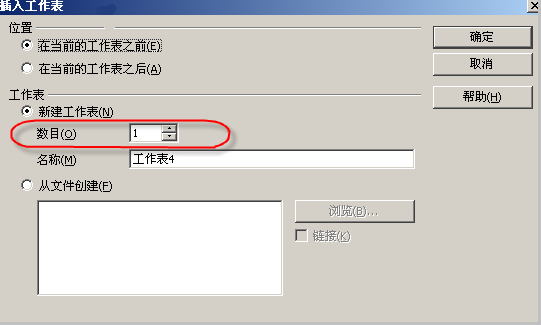 插入工作表
位置
在当前的工作表之前(E)
在当前的工作表之后(A)
确定
取消
帮助(H)
工作表
新建工作表(N)
数目(O) 1
名称(M) 工作表4
从文件创建(F)
浏览(B)...
链接(K)